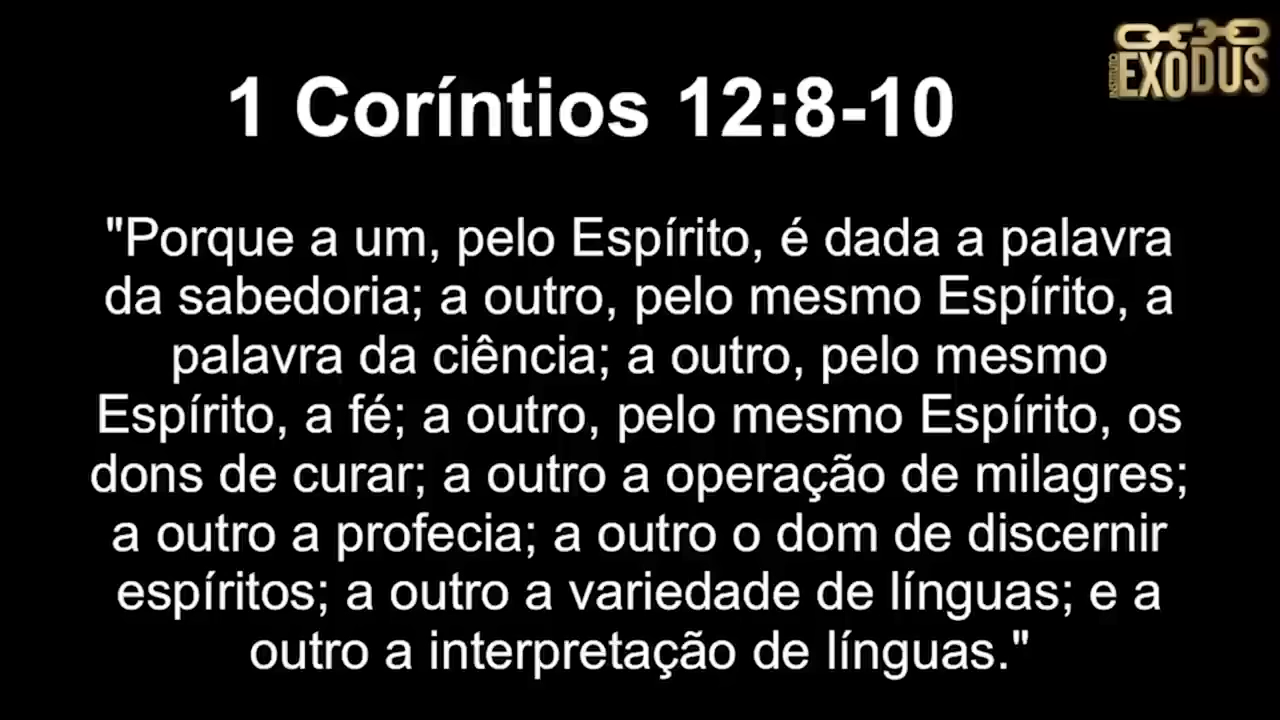 INSTITUTO
EXODUS
1 Coríntios 12:8-10
"Porque a um, pelo Espírito, é dada a palavra
da sabedoria; a outro, pelo mesmo Espírito, a
palavra da ciência; a outro, pelo mesmo
Espírito, a fé; a outro, pelo mesmo Espírito, os
dons de curar; a outro a operação de milagres;
a outro a profecia; a outro o dom de discernir
espíritos; a outro a variedade de línguas; e a
outro a interpretação de línguas."